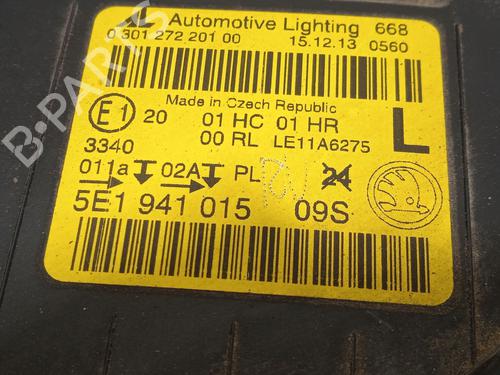 Automotive Lighting 668
0 301 272 201 00 15.12.13 0560
Made in Czech Republic
E1 20 01 HC 01 HR L
00 RL LE11A6275
3340
011a 02A PL 24
5E1 941 015 09S